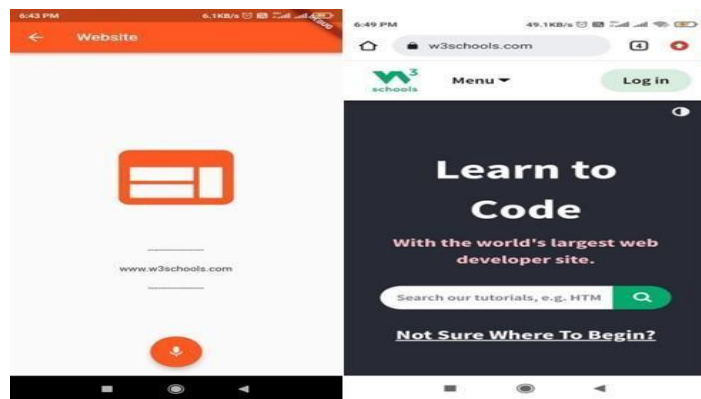 6:43 PM 6.1KB/s
Website
www.w3schools.com
6:49 PM 49.1KB/s
w3schools.com 4
W3
schools
Menu
Log in
Learn to
Code
With the world's largest web
developer site.
Search our tutorials, e.g. HTM
Not Sure Where To Begin?